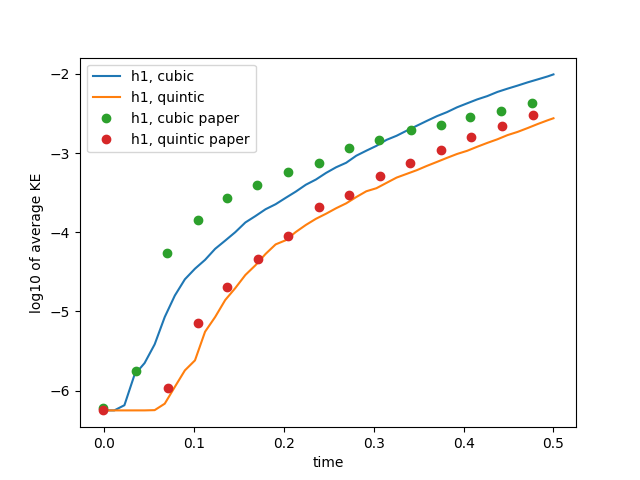 h1, cubic
h1, quintic
h1, cubic paper
h1, quintic paper
log10 of average KE
−2
−3
−4
−5
−6
0.0 0.1 0.2 0.3 0.4 0.5
time